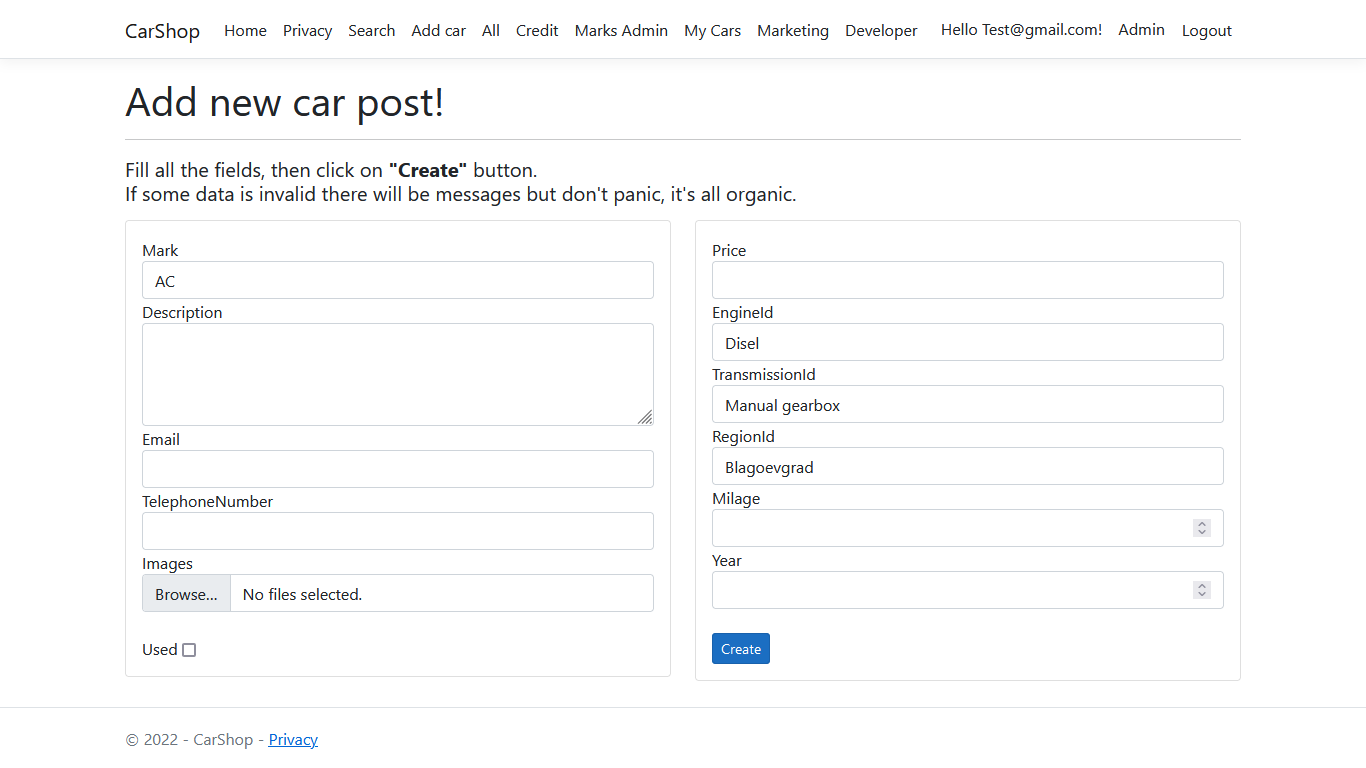 CarShop Home Privacy Search Add car All Credit Marks Admin My Cars Marketing Developer Hello Test@gmail.com! Admin Logout
Add new car post!
Fill all the fields, then click on "Create" button.
If some data is invalid there will be messages but don't panic, it's all organic.
Mark
AC
Description
Email
TelephoneNumber
Images
Browse... No files selected.
Used
Price
EngineId
Disel
TransmissionId
Manual gearbox
RegionId
Blagoevgrad
Milage
Year
Create
© 2022 - CarShop - Privacy